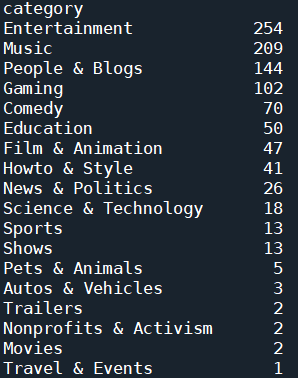 category
Entertainment 254
Music 209
People & Blogs 144
Gaming 102
Comedy 70
Education 50
Film & Animation 47
Howto & Style 41
News & Politics 26
Science & Technology 18
Sports 13
Shows 13
Pets & Animals 5
Autos & Vehicles 3
Trailers 2
Nonprofits & Activism 2
Movies 2
Travel & Events 1